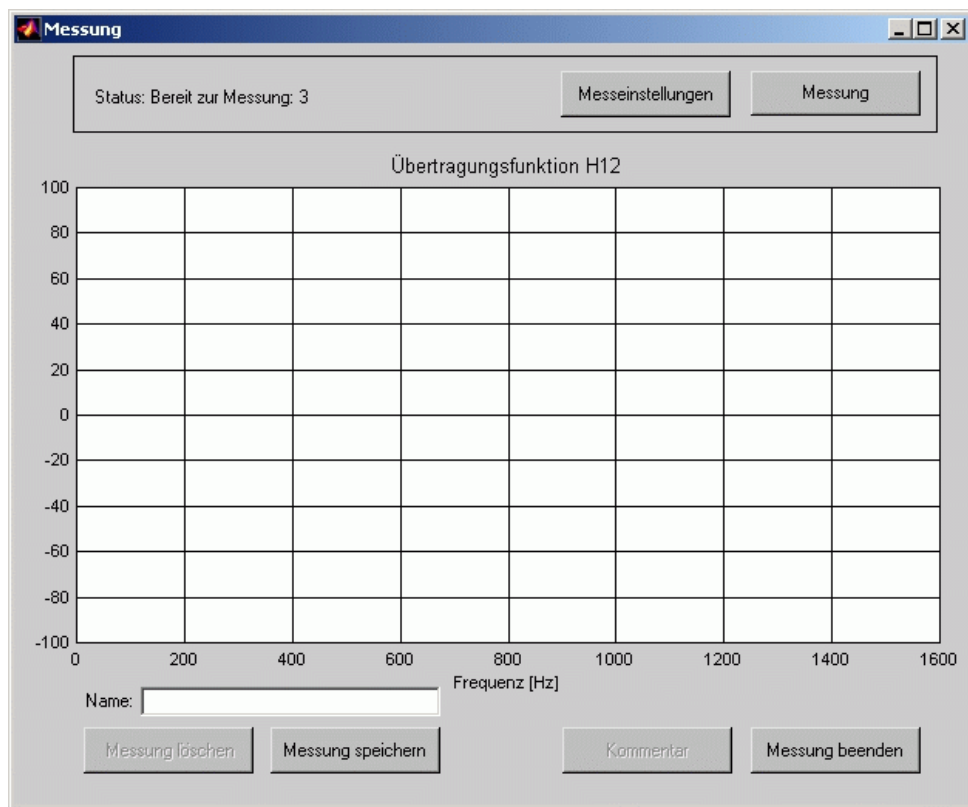 Messung
Status: Bereit zur Messung: 3
Messeinstellungen
Messung
Übertragungsfunktion H12
100
80
60
40
20
0
-20
-40
-60
-80
-100
0 200 400 600 800 1000 1200 1400 1600
Frequenz [Hz]
Name:
Messung löschen
Messung speichern
Kommentar
Messung beenden